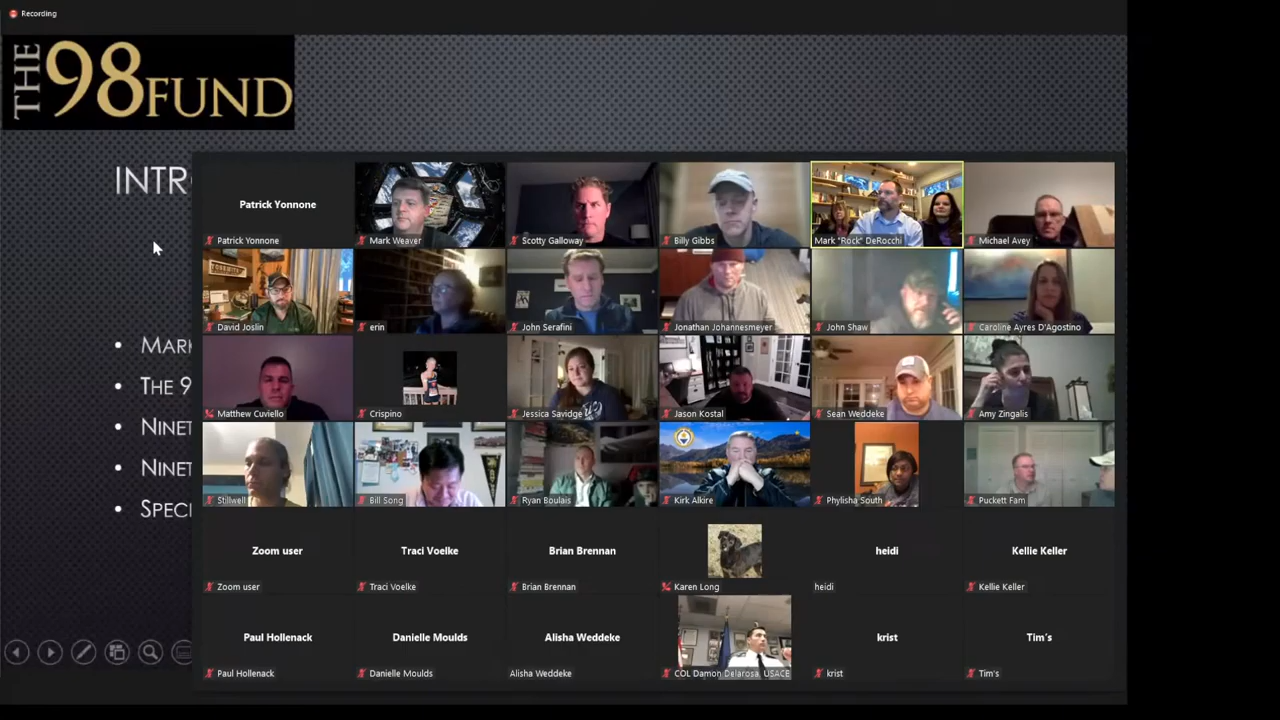 Recording
THE 98 FUND
INTR
MARK
THE 9
NINET
NINET
SPECI
Patrick Yonnone
Patrick Yonnone
Mark Weaver
Scotty Galloway
Billy Gibbs
Mark "Rock" DeRocchi
Michael Avey
YOSEMITE
David Joslin
erin
John Serafini
Jonathan Johannesmeyer
John Shaw
Caroline Ayres D'Agostino
Matthew Cuviello
Crispino
Jessica Savidge
Jason Kostal
Sean Weddeke
Amy Zingalis
Stilwell
Bill Song
Ryan Boulais
Kirk Alkire
Phylisha South
Puckett Fam
Zoom user
Traci Voelke
Brian Brennan
heidi
Kellie Keller
Zoom user
Traci Voelke
Brian Brennan
Karen Long
heidi
Kellie Keller
Paul Hollenack
Danielle Moulds
Alisha Weddeke
krist
Tim's
Paul Hollenack
Danielle Moulds
Alisha Weddeke
COL Damon Delarosa, USACE
krist
Tim's